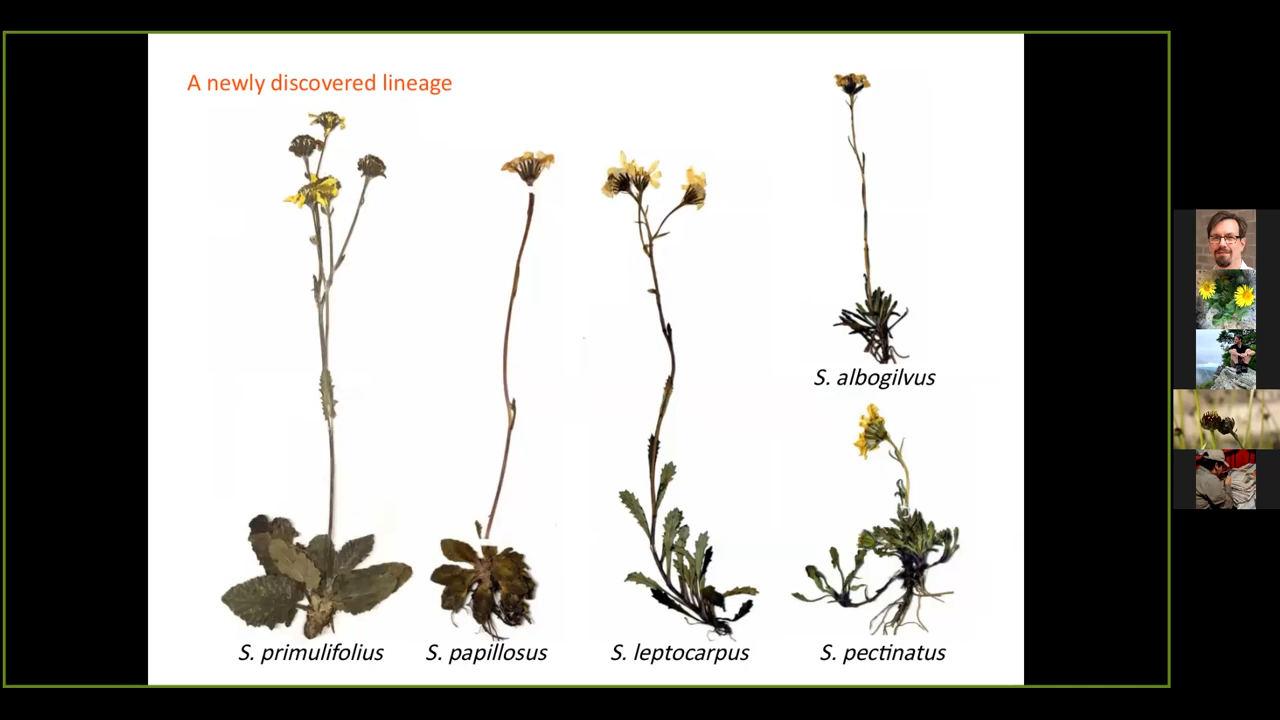 A newly discovered lineage
S. albogilvus
S. primulifolius
S. papillosus
S. leptocarpus
S. pectinatus